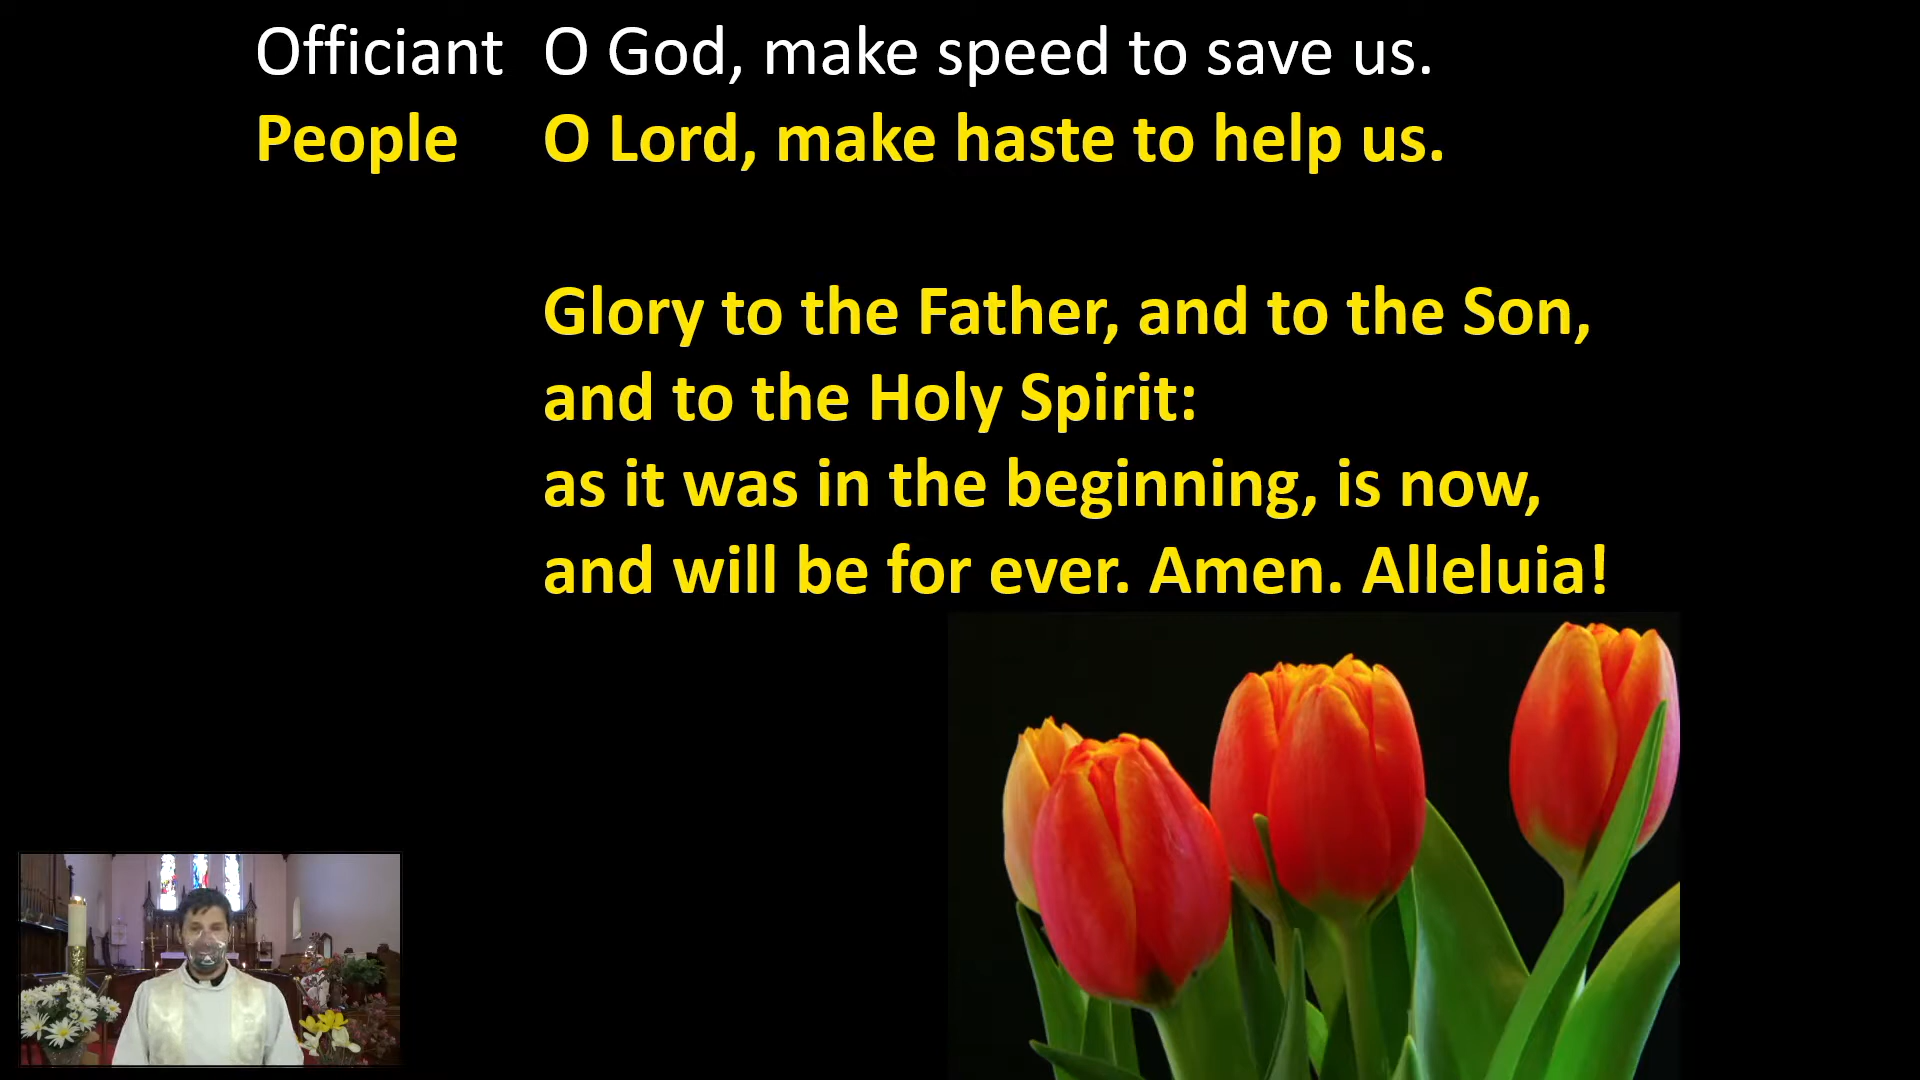 Officiant O God, make speed to save us.
People O Lord, make haste to help us.
Glory to the Father, and to the Son,
and to the Holy Spirit:
as it was in the beginning, is now,
and will be for ever. Amen. Alleluia!